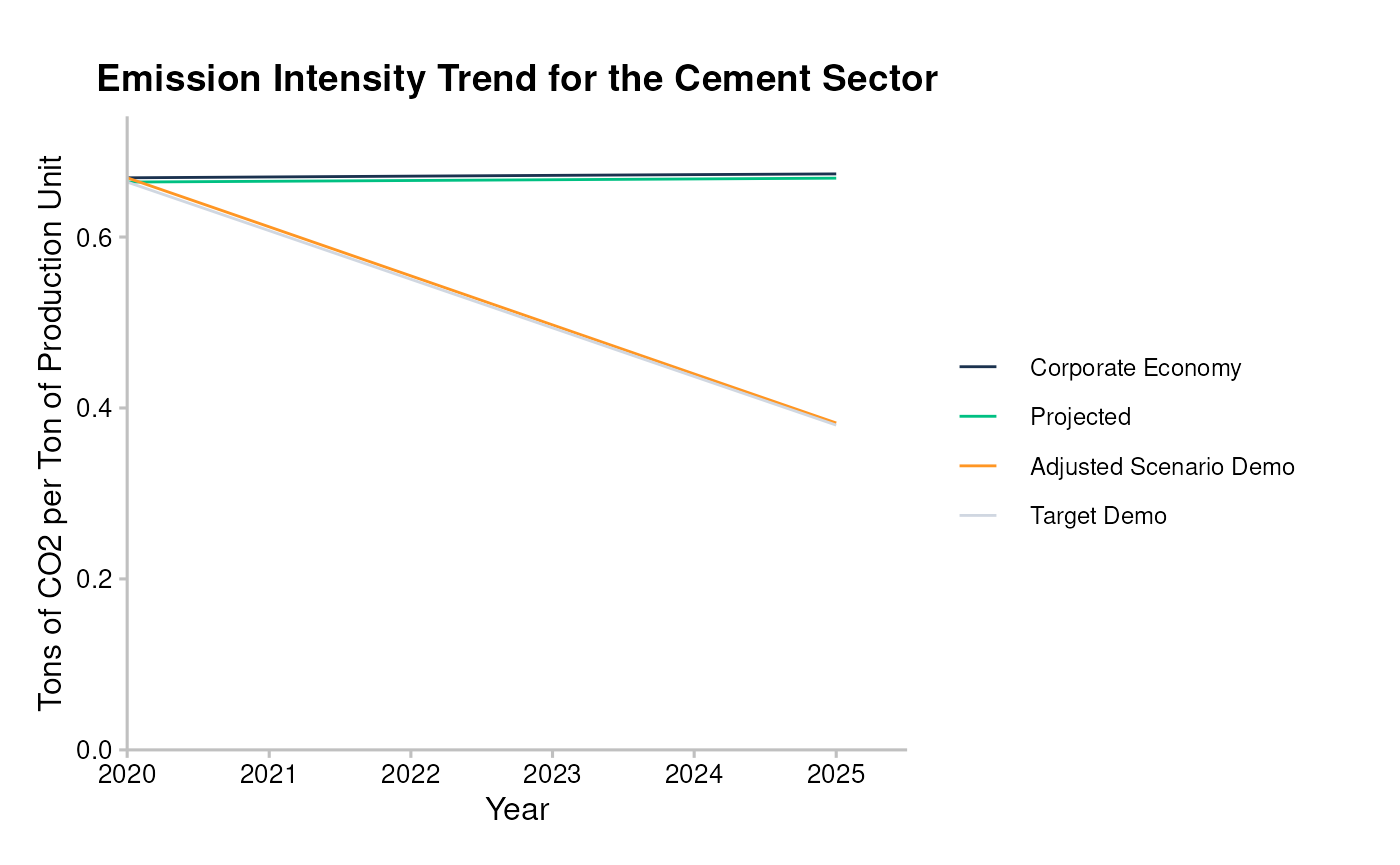 Emission Intensity Trend for the Cement Sector
Tons of CO2 per Ton of Production Unit
0.6
0.4
0.2
0.0
2020 2021 2022 2023 2024 2025
Year
Corporate Economy
Projected
Adjusted Scenario Demo
Target Demo